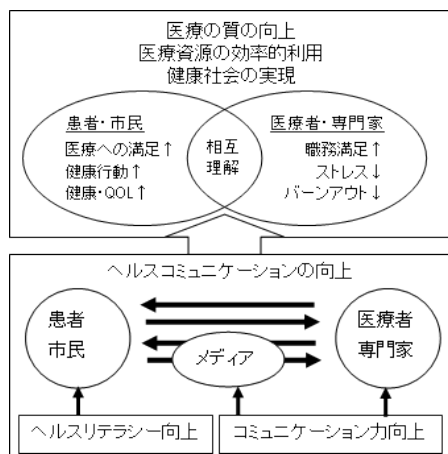 医療の質の向上
医療資源の効率的利用
健康社会の実現
患者・市民
医療への満足↑
健康行動↑
健康・QOL↑
相互
理解
医療者・専門家
職務満足↑
ストレス↓
バーンアウト↓
ヘルスコミュニケーションの向上
患者
市民
メディア
医療者
専門家
ヘルスリテラシー向上
コミュニケーション力向上